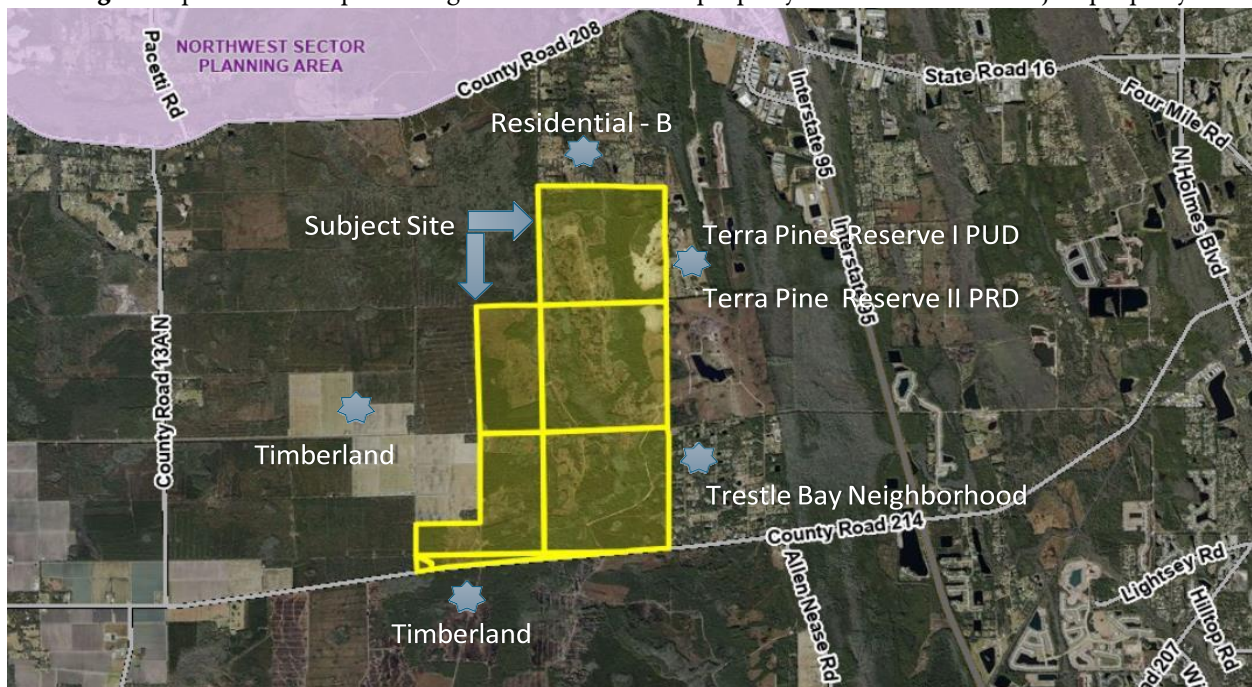 Pacetti Rd
NORTHWEST SECTOR
PLANNING AREA
County Road 208
State Road 16
Interstate 95
Four Mile Rd
N Holmes Blvd
Residential - B
Subject Site
Terra Pines Reserve I PUD
Interstate 95
Terra Pine Reserve II PRD
County Road 13A N
Timberland
Trestle Bay Neighborhood
County Road 214
Allen Nease Rd
Lightsey Rd
Hilltop Rd
Timberland